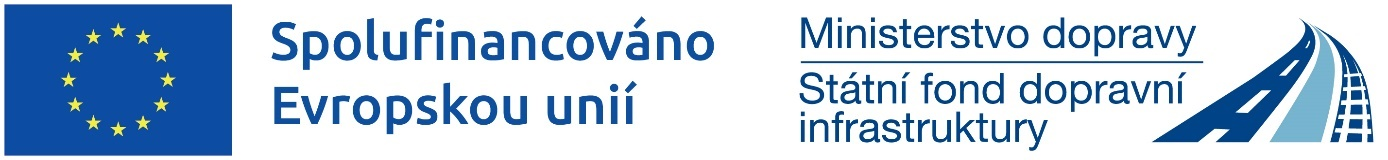 Spolufinancováno
Evropskou unií
Ministerstvo dopravy
Státní fond dopravní
infrastruktury